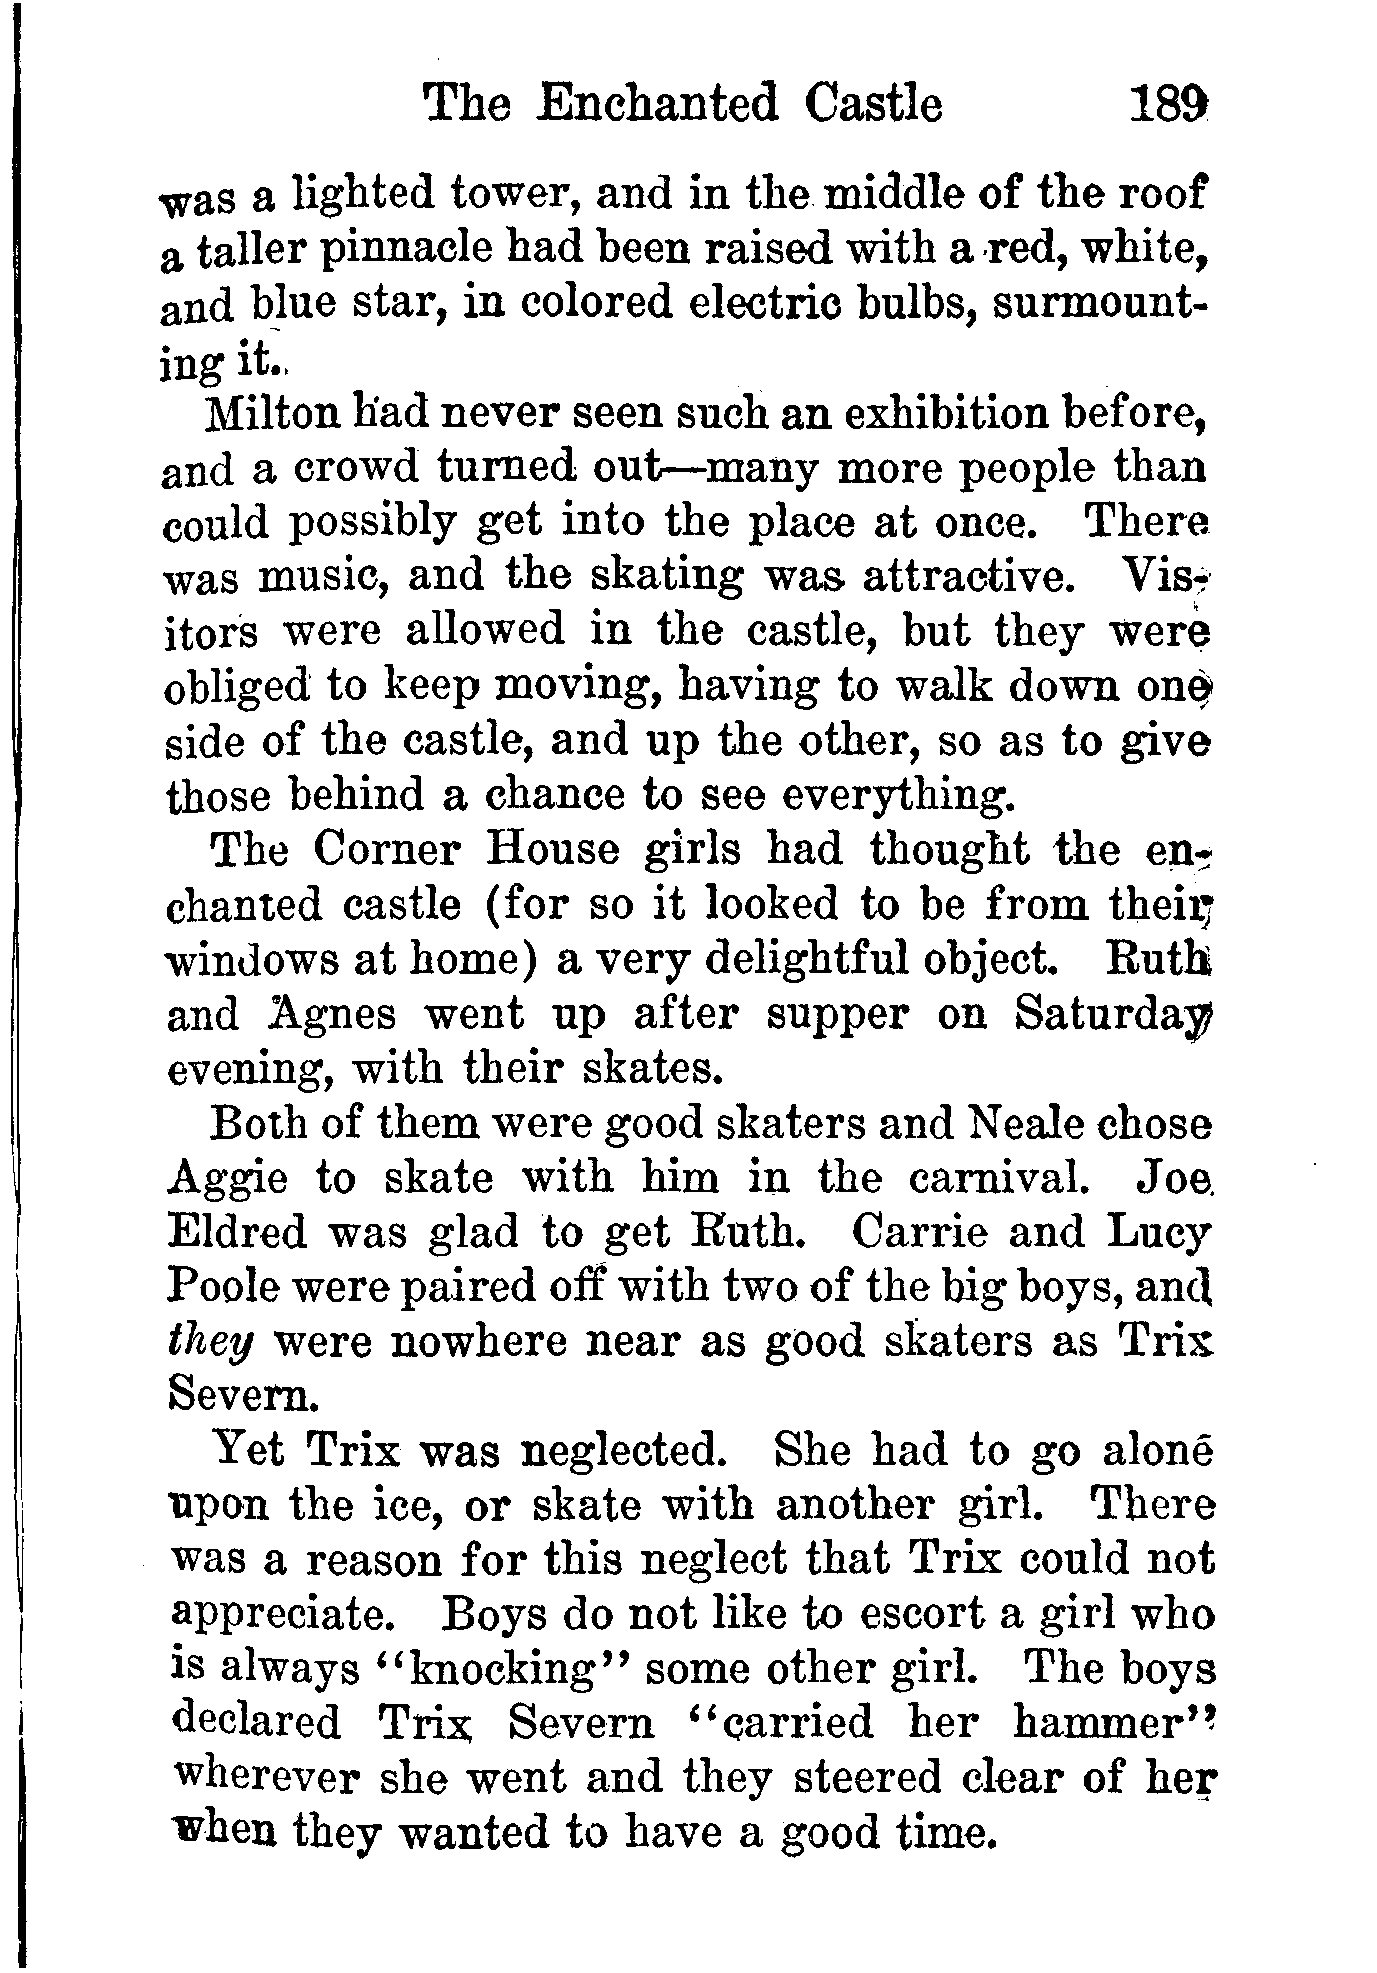 The Enchanted Castle 189
was a lighted tower, and in the middle of the roof
a taller pinnacle had been raised with a red, white,
and blue star, in colored electric bulbs, surmount-
ing it.
Milton had never seen such an exhibition before,
and a crowd turned out—many more people than
could possibly get into the place at once. There
was music, and the skating was attractive. Vis-
itors were allowed in the castle, but they were
obliged to keep moving, having to walk down one
side of the castle, and up the other, so as to give
those behind a chance to see everything.
The Corner House girls had thought the en-
chanted castle (for so it looked to be from their
windows at home) a very delightful object. Ruth
and Agnes went up after supper on Saturday
evening, with their skates.
Both of them were good skaters and Neale chose
Aggie to skate with him in the carnival. Joe
Eldred was glad to get Ruth. Carrie and Lucy
Poole were paired off with two of the big boys, and
they were nowhere near as good skaters as Trix
Severn.
Yet Trix was neglected. She had to go alone
upon the ice, or skate with another girl. There
was a reason for this neglect that Trix could not
appreciate. Boys do not like to escort a girl who
is always "knocking" some other girl. The boys
declared Trix Severn "carried her hammer"
wherever she went and they steered clear of her
when they wanted to have a good time.